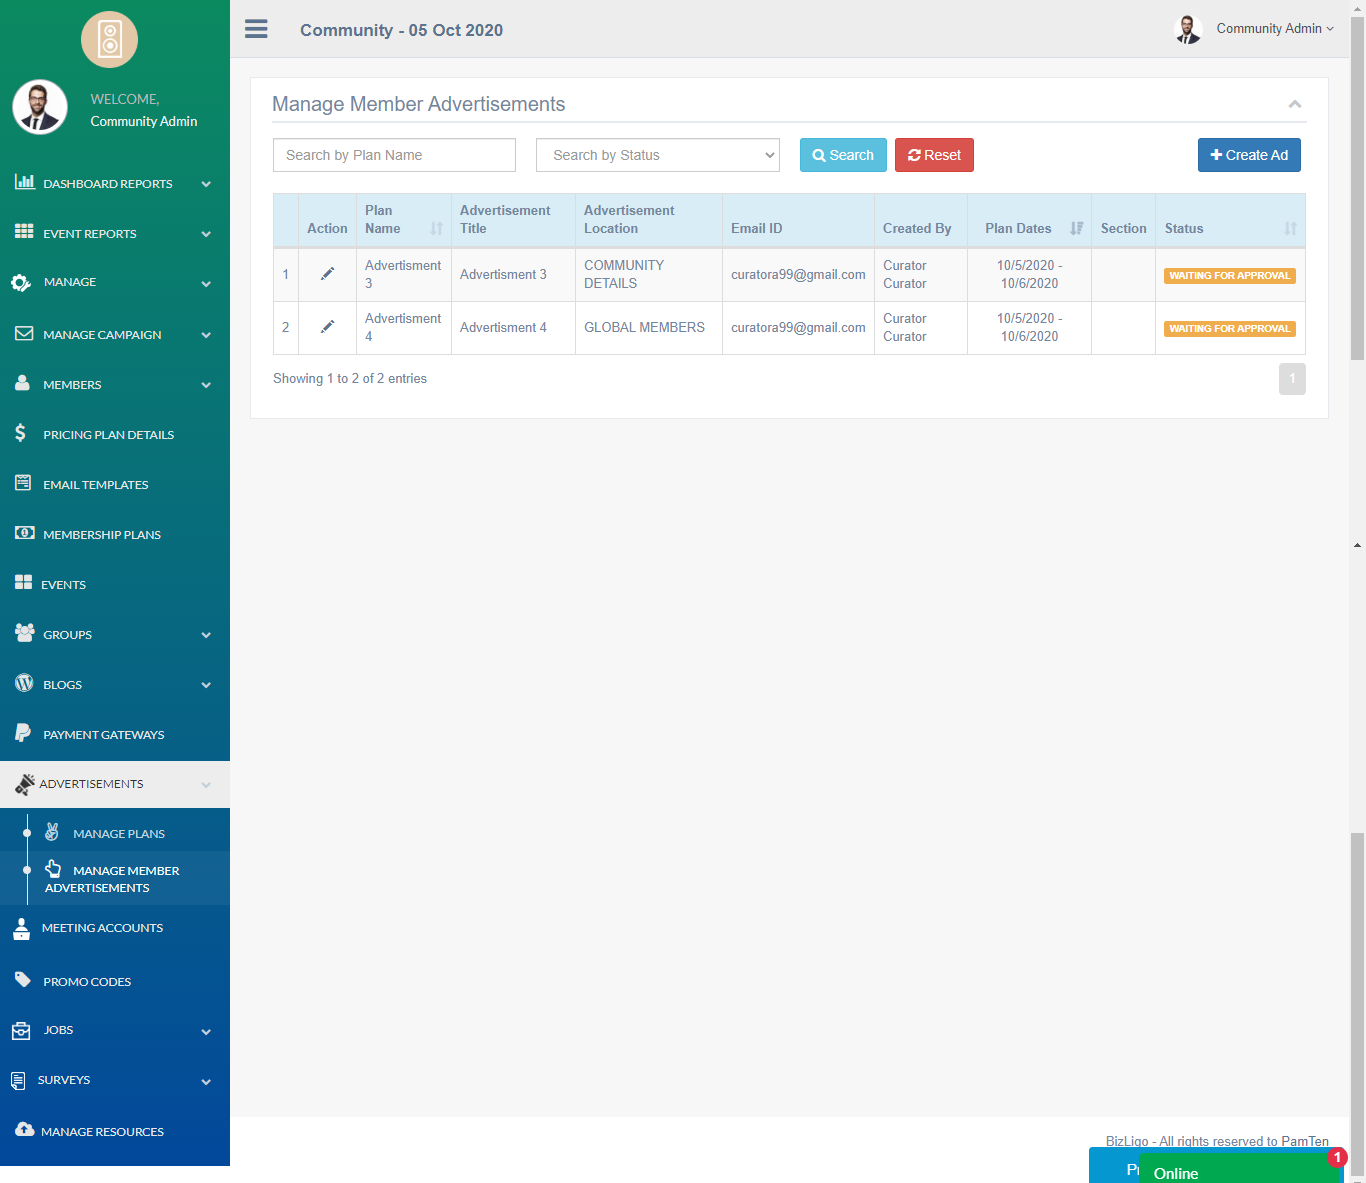 Community - 05 Oct 2020
Community Admin
WELCOME,
Community Admin
DASHBOARD REPORTS
EVENT REPORTS
MANAGE
MANAGE CAMPAIGN
MEMBERS
PRICING PLAN DETAILS
EMAIL TEMPLATES
MEMBERSHIP PLANS
EVENTS
GROUPS
BLOGS
PAYMENT GATEWAYS
ADVERTISEMENTS
MANAGE PLANS
MANAGE MEMBER
ADVERTISEMENTS
MEETING ACCOUNTS
PROMO CODES
JOBS
SURVEYS
MANAGE RESOURCES
Manage Member Advertisements
Search by Plan Name
Search by Status
Search
Reset
Create Ad
Action
Plan
Name
Advertisement
Title
Advertisement
Location
Email ID
Created By
Plan Dates
Section
Status
1
Advertisment
3
Advertisment 3
COMMUNITY
DETAILS
curatora99@gmail.com
Curator
Curator
10/5/2020 -
10/6/2020
WAITING FOR APPROVAL
2
Advertisment
4
Advertisment 4
GLOBAL MEMBERS
curatora99@gmail.com
Curator
Curator
10/5/2020 -
10/6/2020
WAITING FOR APPROVAL
Showing 1 to 2 of 2 entries
1
BizLigo - All rights reserved to PamTen
1
Online